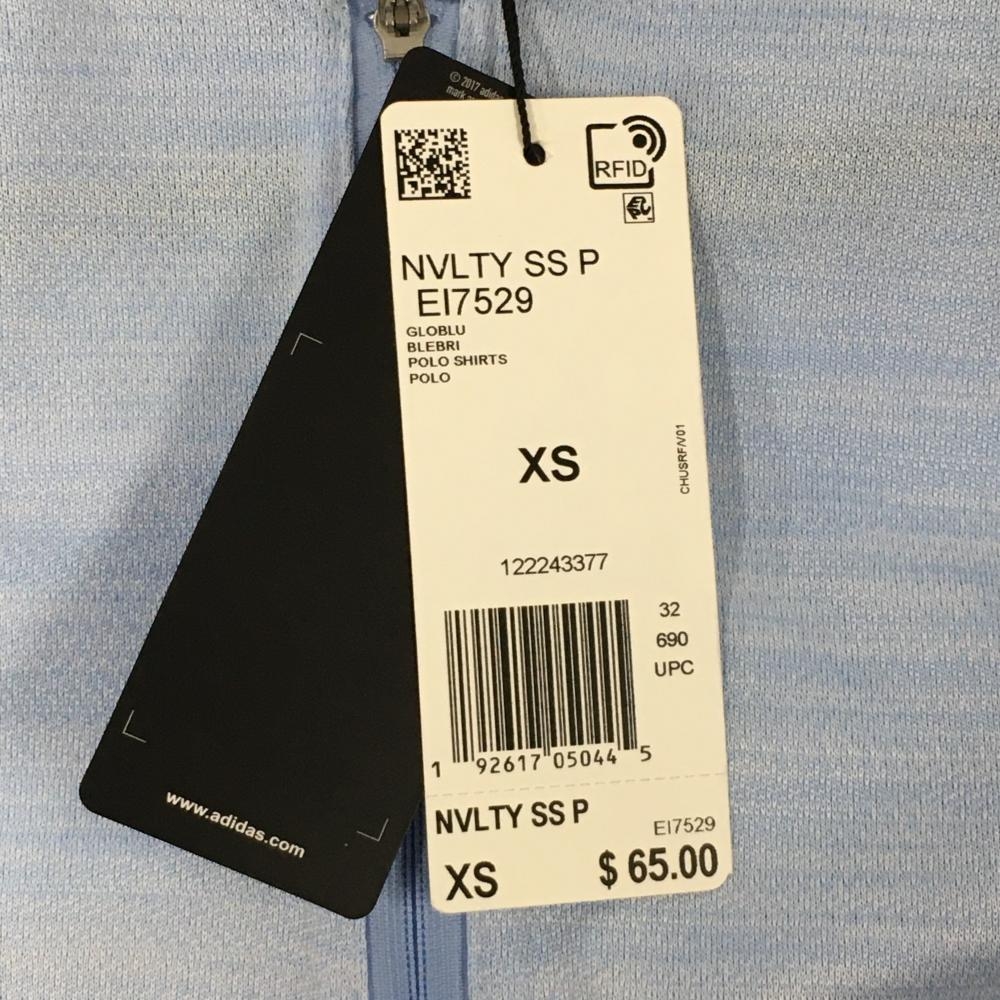 © 2017 adidas
mark
RFID
NVLTY SS P
EI7529
GLOBLU
BLEBRI
POLO SHIRTS
POLO
XS
CHUSRF/V01
122243377
32
690
UPC
1 92617 05044 5
NVLTY SS P
EI7529
XS
$ 65.00
www.adidas.com